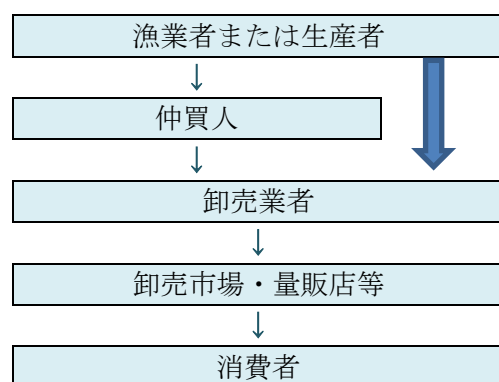 漁業者または生産者
↓
仲買人
↓
卸売業者
↓
卸売市場・量販店等
↓
消費者